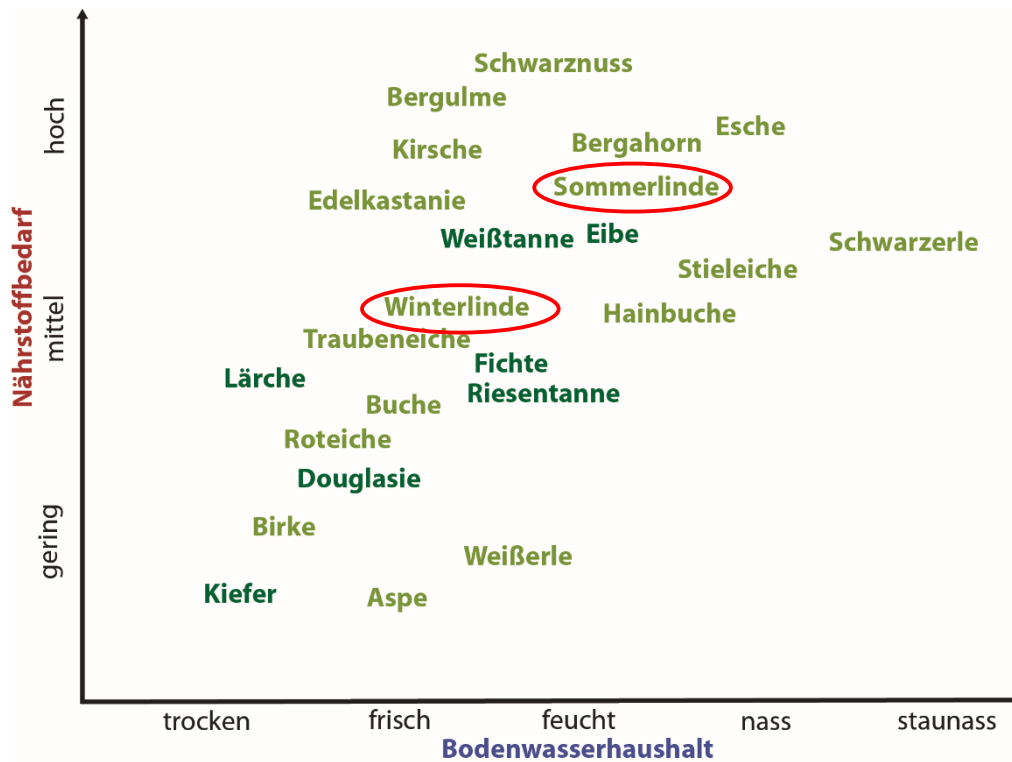 Schwarznuss
Bergulme
Esche
Bergahorn
Kirsche
Sommerlinde
Edelkastanie
Eibe
Weißtanne
Schwarzerle
Stieleiche
Winterlinde
Hainbuche
Traubeneiche
Fichte
Lärche
Riesentanne
Buche
Roteiche
Douglasie
Birke
Weißerle
Kiefer
Aspe
hoch
mittel
gering
Nährstoffbedarf
trocken frisch feucht nass staunass
Bodenwasserhaushalt